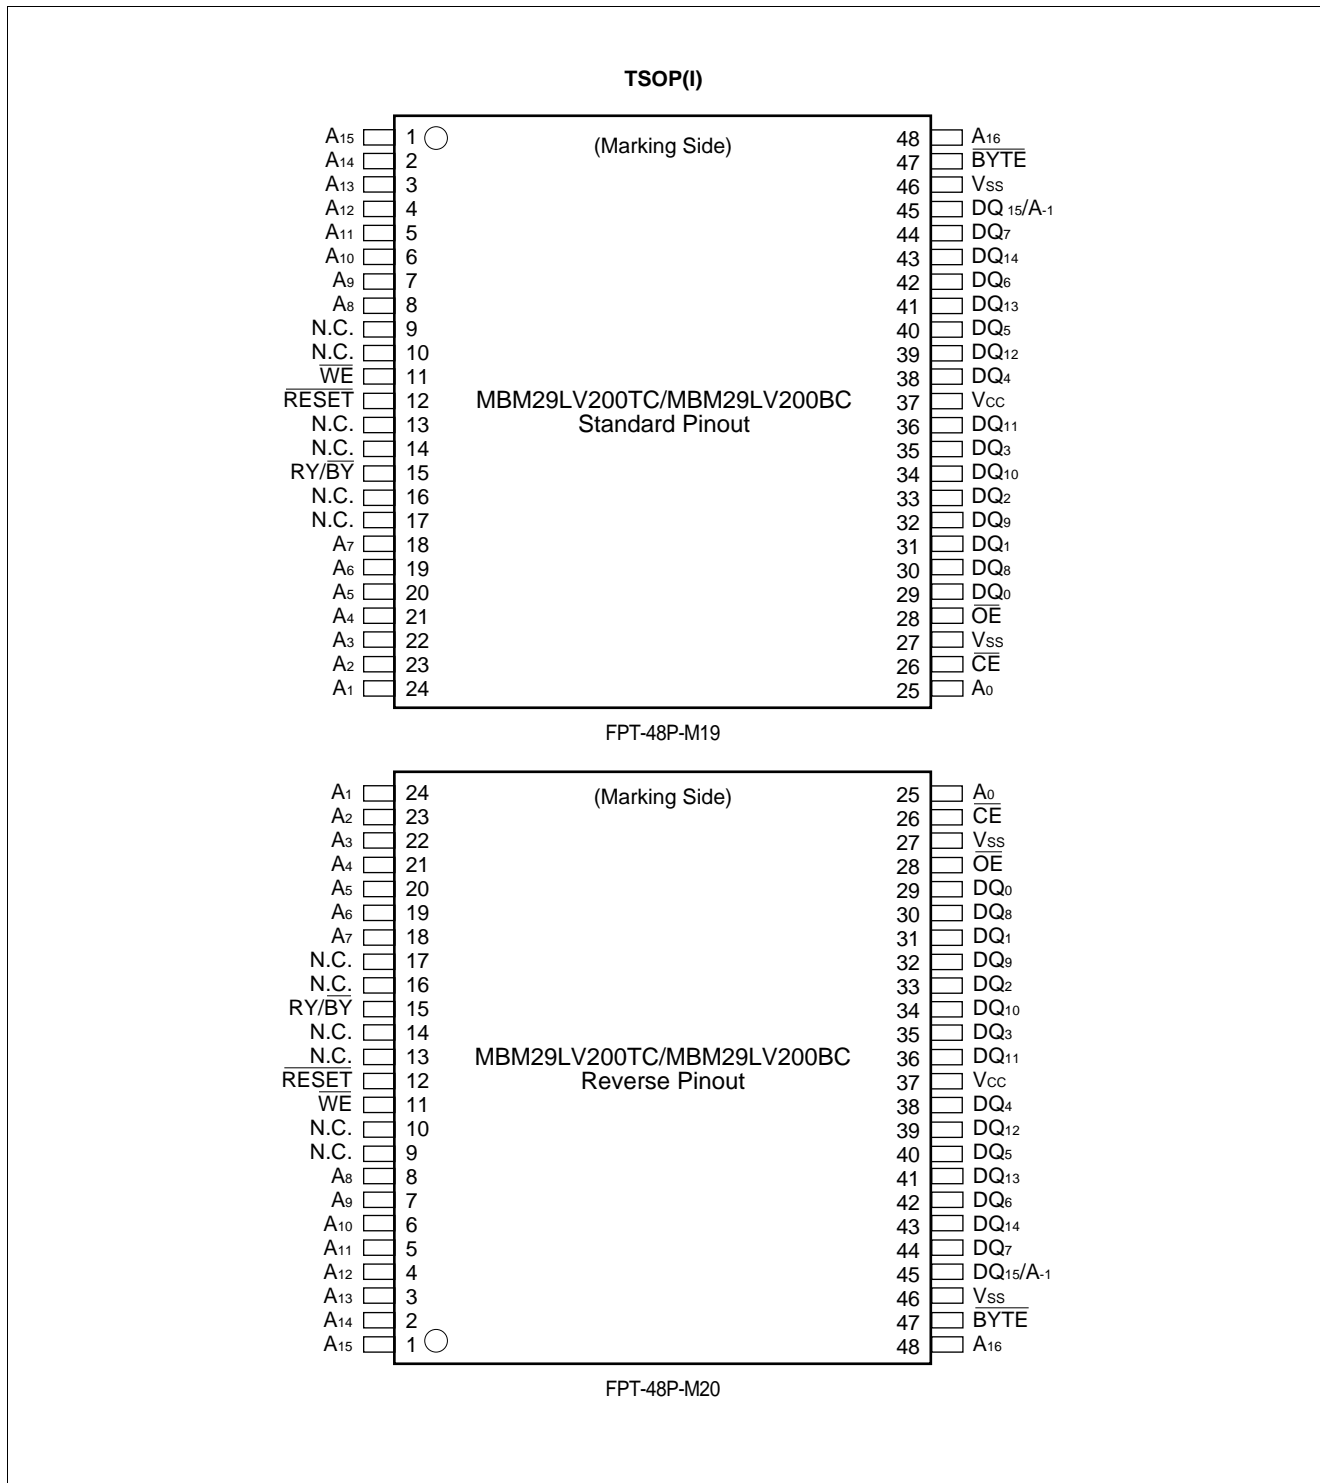 TSOP(I)
(Marking Side)
A15 1 48 A16
A14 2 47 BYTE
A13 3 46 VSS
A12 4 45 DQ 15/A-1
A11 5 44 DQ7
A10 6 43 DQ14
A9 7 42 DQ6
A8 8 41 DQ13
N.C. 9 40 DQ5
N.C. 10 39 DQ12
WE 11 38 DQ4
RESET 12 MBM29LV200TC/MBM29LV200BC 37 VCC
N.C. 13 Standard Pinout 36 DQ11
N.C. 14 35 DQ3
RY/BY 15 34 DQ10
N.C. 16 33 DQ2
N.C. 17 32 DQ9
A7 18 31 DQ1
A6 19 30 DQ8
A5 20 29 DQ0
A4 21 28 OE
A3 22 27 VSS
A2 23 26 CE
A1 24 25 A0
FPT-48P-M19
(Marking Side)
A1 24 25 A0
A2 23 26 CE
A3 22 27 VSS
A4 21 28 OE
A5 20 29 DQ0
A6 19 30 DQ8
A7 18 31 DQ1
N.C. 17 32 DQ9
N.C. 16 33 DQ2
RY/BY 15 34 DQ10
N.C. 14 35 DQ3
N.C. 13 MBM29LV200TC/MBM29LV200BC 36 DQ11
RESET 12 Reverse Pinout 37 VCC
WE 11 38 DQ4
N.C. 10 39 DQ12
N.C. 9 40 DQ5
A8 8 41 DQ13
A9 7 42 DQ6
A10 6 43 DQ14
A11 5 44 DQ7
A12 4 45 DQ15/A-1
A13 3 46 VSS
A14 2 47 BYTE
A15 1 48 A16
FPT-48P-M20